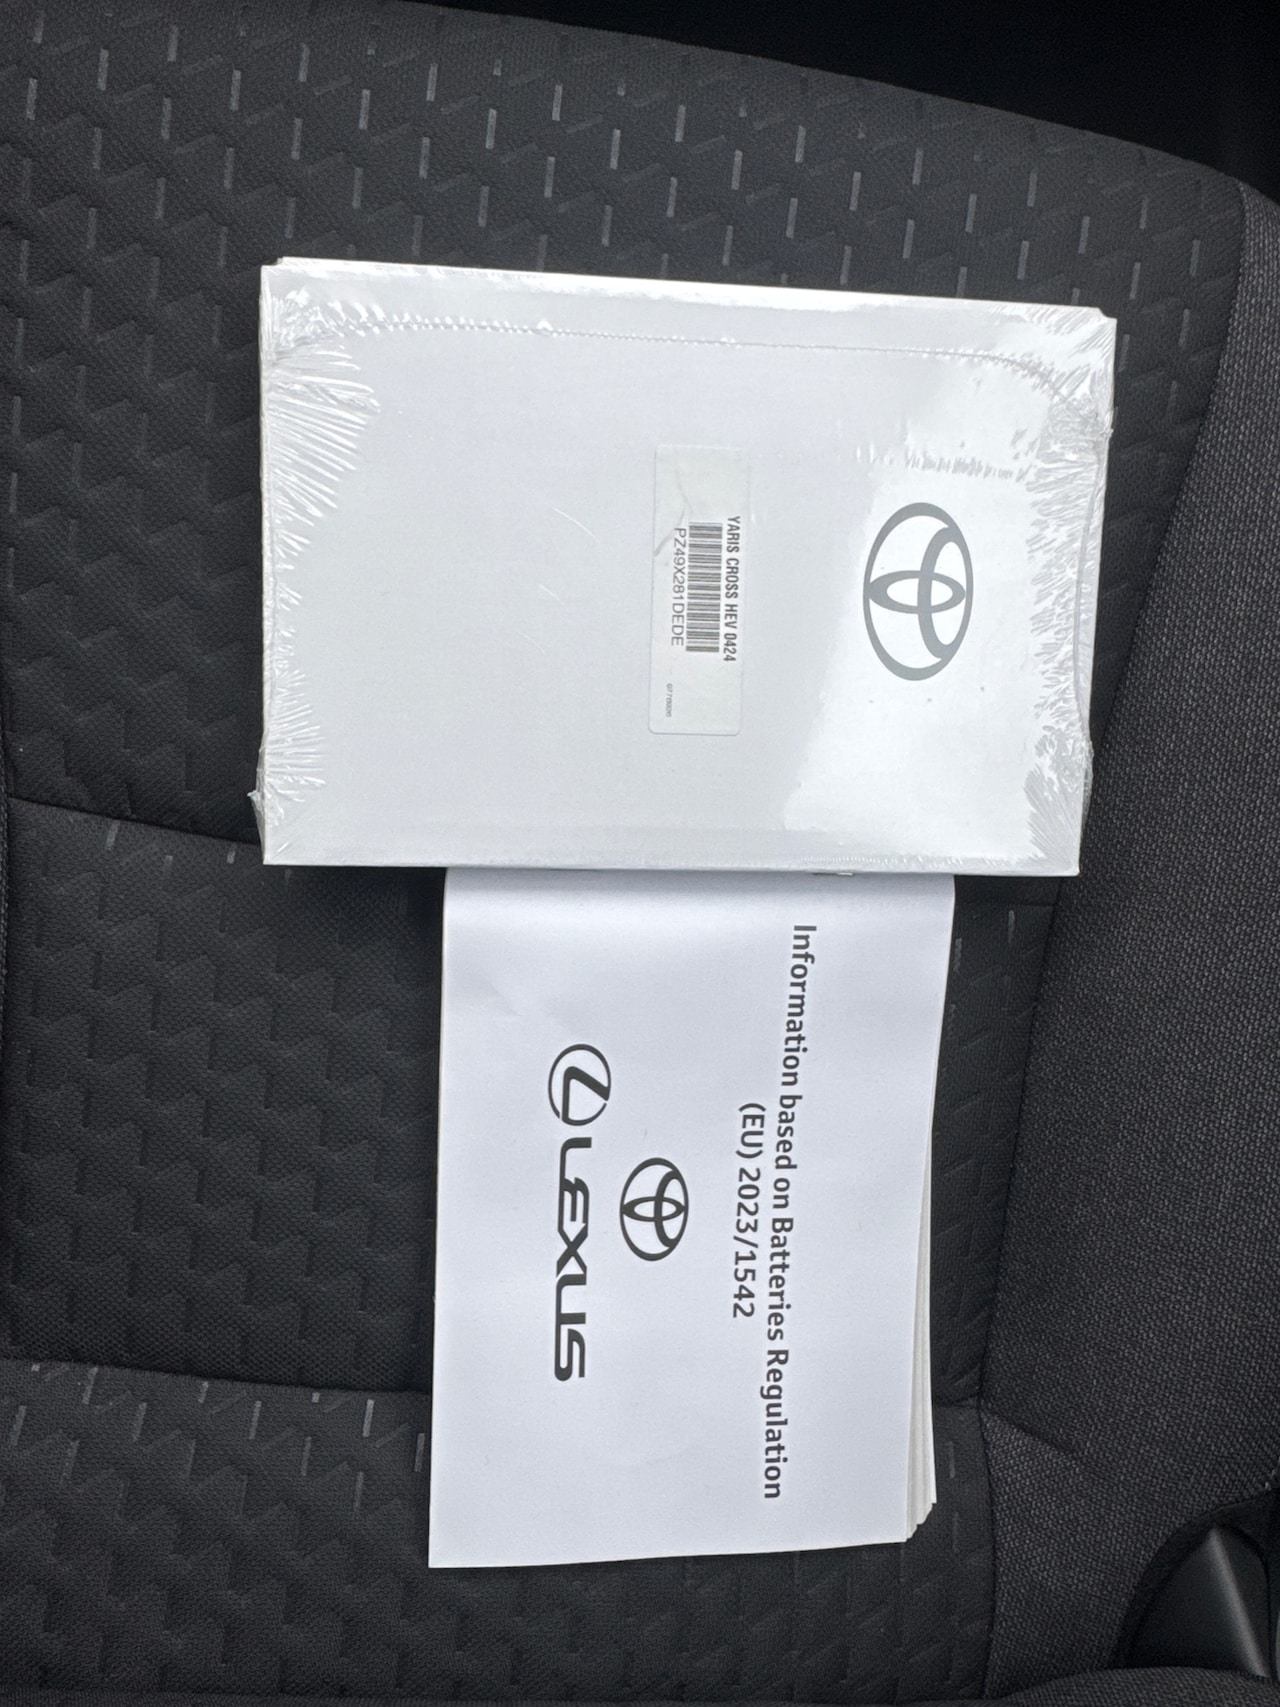 YARIS CROSS HEV 0424
PZ49X281DEDE
Information based on Batteries Regulation
(EU) 2023/1542
LEXUS